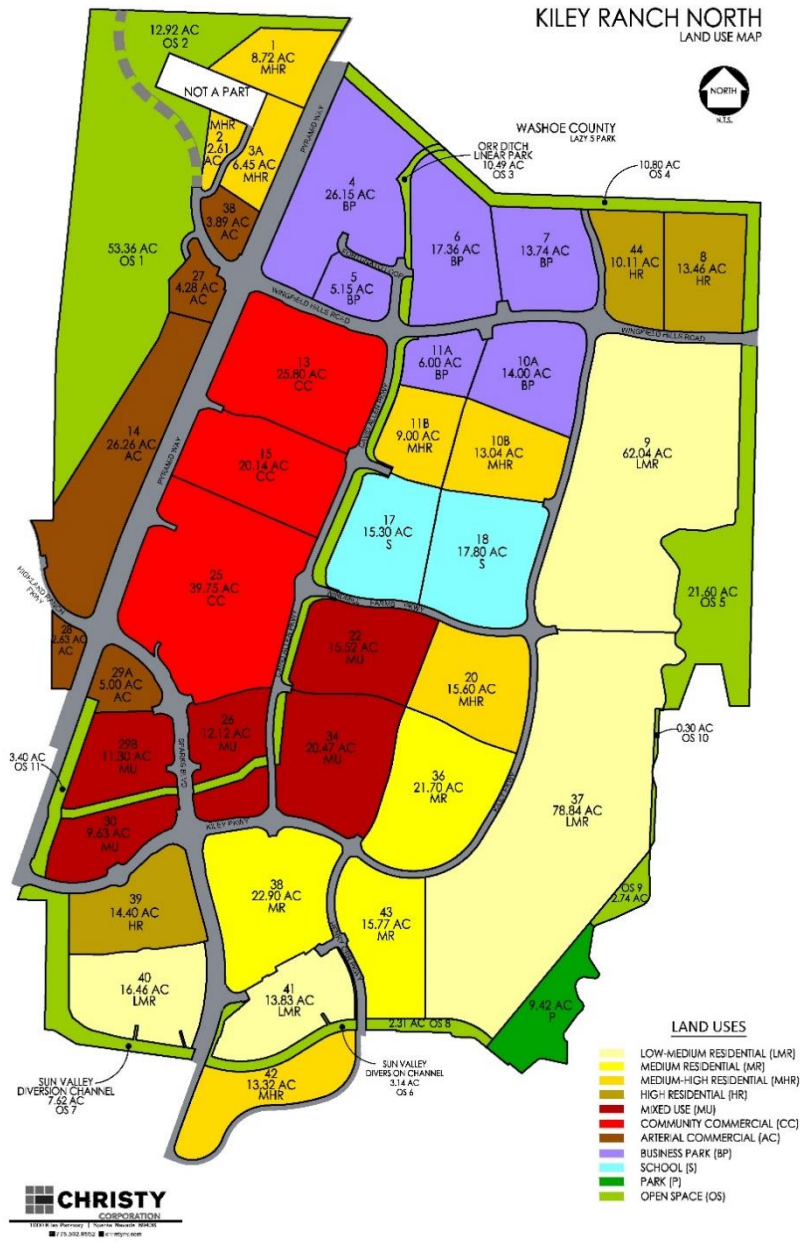 KILEY RANCH NORTH
LAND USE MAP
NORTH
N.T.S.
12.92 AC
OS 2
1
8.72 AC
MHR
NOT A PART
MHR
2
2.61
AC
3A
6.45 AC
MHR
PYRAMID WAY
WASHOE COUNTY
LAZY 5 PARK
ORR DITCH
LINEAR PARK
10.49 AC
OS 3
10.80 AC
OS 4
4
26.15 AC
BP
3.89 AC
AC
6
17.36 AC
BP
7
13.74 AC
BP
44
10.11 AC
HR
8
13.46 AC
HR
53.36 AC
OS 1
27
4.28 AC
AC
5
5.15 AC
BP
LOOP
WINGFIELD HILLS ROAD
WINGFIELD HILLS ROAD
13
25.80 AC
CC
11A
6.00 AC
BP
10A
14.00 AC
BP
14
26.26 AC
AC
PYRAMID WAY
15
20.14 AC
CC
11B
9.00 AC
MHR
10B
13.04 AC
MHR
9
62.04 AC
LMR
17
15.30 AC
S
18
17.80 AC
S
25
39.75 AC
CC
HIGHLAND RANCH
PKWY
21.60 AC
OS 5
FARMS PKWY
28
2.63 AC
AC
22
15.52 AC
MU
29A
5.00 AC
AC
20
15.60 AC
MHR
26
12.12 AC
MU
34
20.47 AC
MU
29B
11.30 AC
MU
SPARKS BLVD
0.30 AC
OS 10
3.40 AC
OS 11
36
21.70 AC
MR
37
78.84 AC
LMR
30
9.63 AC
MU
KILEY PKWY
39
14.40 AC
HR
38
22.90 AC
MR
43
15.77 AC
MR
OS 9
2.74 AC
40
16.46 AC
LMR
41
13.83 AC
LMR
9.42 AC
P
2.31 AC OS 8
SUN VALLEY
DIVERSION CHANNEL
7.62 AC
OS 7
SUN VALLEY
DIVERSION CHANNEL
3.14 AC
OS 6
42
13.32 AC
MHR
LAND USES
LOW-MEDIUM RESIDENTIAL (LMR)
MEDIUM RESIDENTIAL (MR)
MEDIUM-HIGH RESIDENTIAL (MHR)
HIGH RESIDENTIAL (HR)
MIXED USE (MU)
COMMUNITY COMMERCIAL (CC)
ARTERIAL COMMERCIAL (AC)
BUSINESS PARK (BP)
SCHOOL (S)
PARK (P)
OPEN SPACE (OS)
CHRISTY
CORPORATION